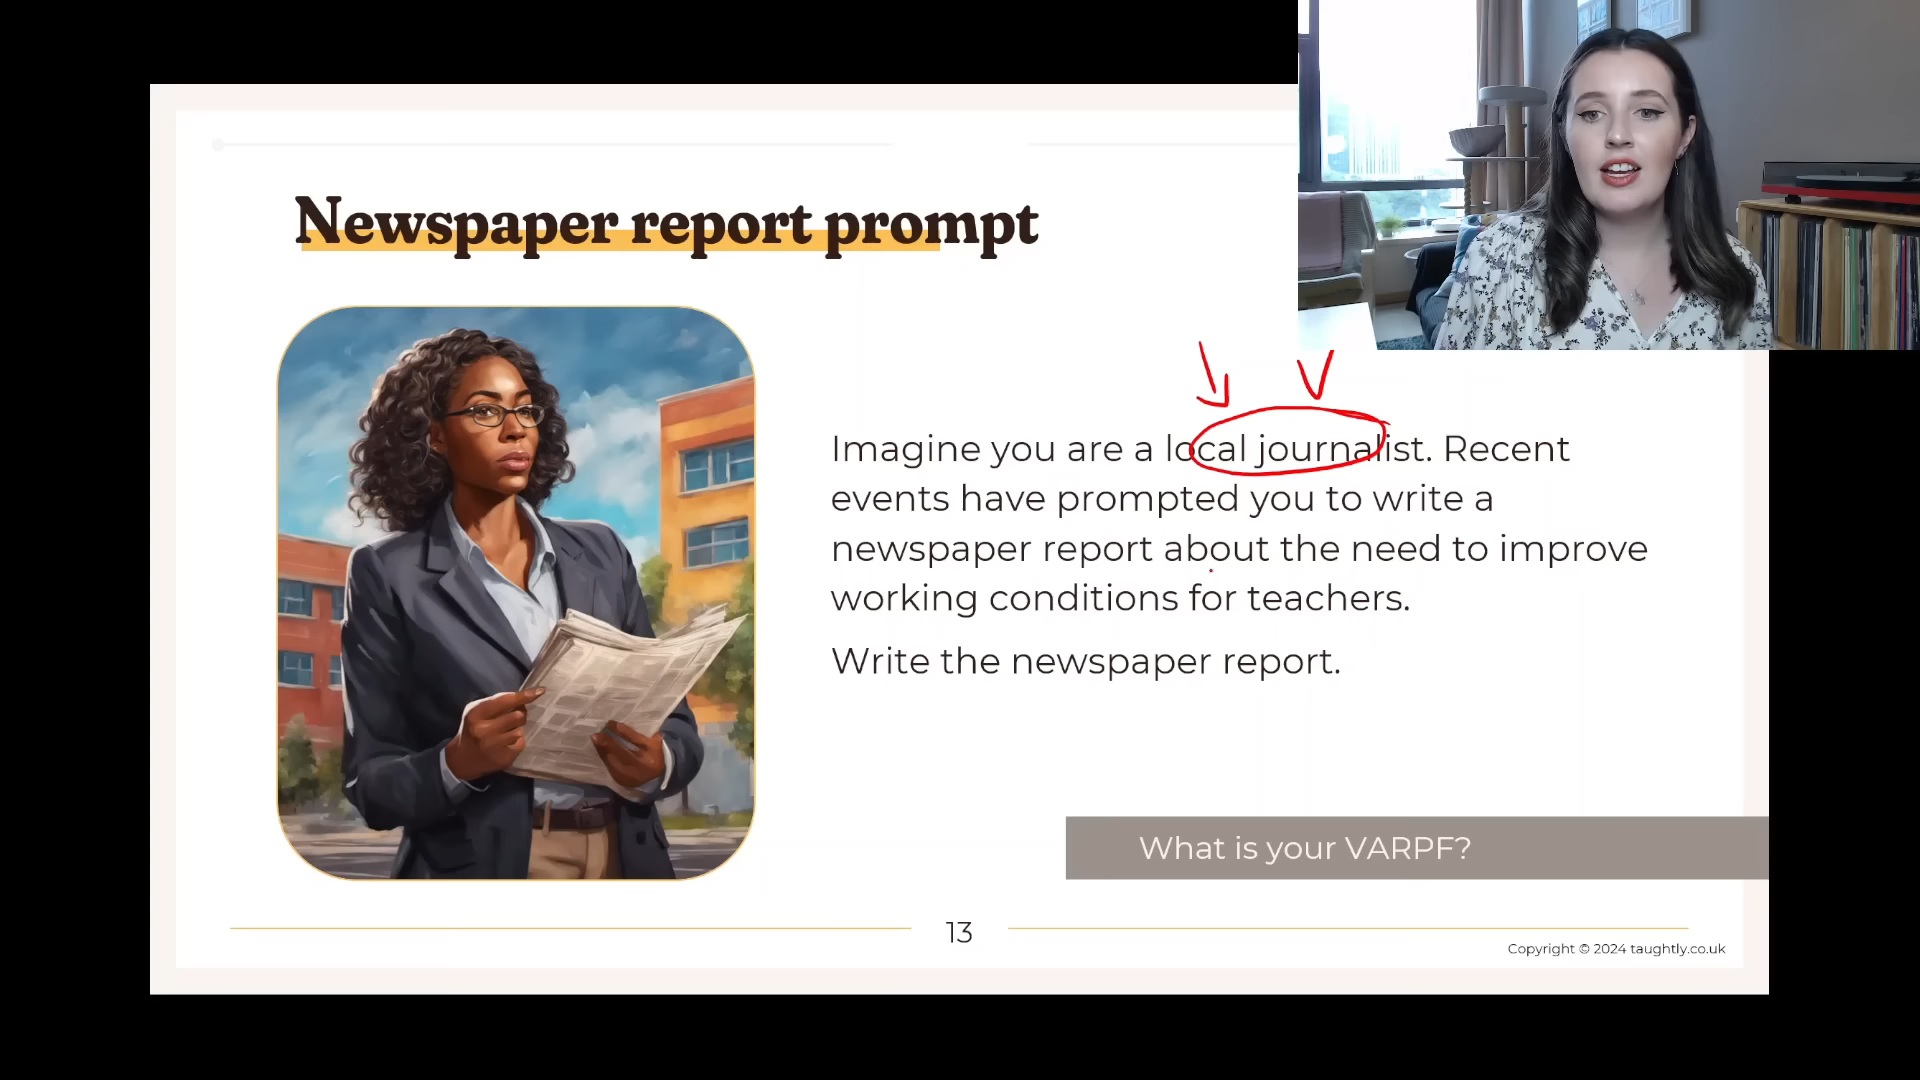 Newspaper report prompt
V
Imagine you are a local journalist. Recent
events have prompted you to write a
newspaper report about the need to improve
working conditions for teachers.
Write the newspaper report.
What is your VARPF?
13
Copyright © 2024 taughtly.co.uk